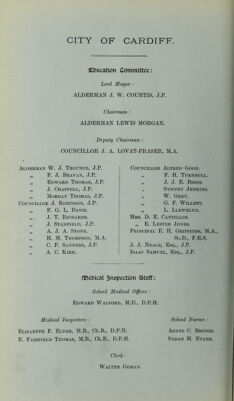 CITY OF CARDIFF.
Education Committee:
Lord Mayor:
ALDERMAN J. W. COURTIS, J.P.
Chairman:
ALDERMAN LEWIS MORGAN.
Deputy Chairman:
COUNCILLOR J. A. LOVAT-FRASER, M.A.
ALDERMAN W. J. TROUNCE, J.P.
„ F. J. BEAVAN, J.P.
„ EDWARD THOMAS, J.P.
„ J. CHAPPELL, J.P.
„ MORGAN THOMAS, J.P.
COUNCILLOR J. ROBINSON, J.P.
„ F. G. L. DAVIS.
„ J. T. RICHARDS.
„ J. STANFIELD, J.P.
„ A. J. A. STONE.
„ H. M. THOMPSON, M.A.
„ C. F. SANDERS, J.P.
„ A. C. KIRK.
COUNCILLOR ALFRED GOOD.
„ F. H. TURNBULL.
„ J. J. E. BIGGS.
„ SYDNEY JENKINS.
„ W. GREY.
„ G. P. WILLETT.
„ L. LLEWELYN.
MRS. D. E. CANTILLON.
„ E. LESTER JONES.
PRINCIPAL E. H. GRIFFITHS, M.A.,
Sc.D., F.R.S.
J. J. NEALE, ESQ., J.P.
ISAAC SAMUEL, ESQ., J.P.
Medical Inspection Staff:
School Medical Officer:
EDWARD WALFORD, M.D., D.P.H.
Medical Inspectors:
ELIZABETH F. ELDER, M.B., Ch.B., D.P.H.
E. FAIRFIELD THOMAS, M.B., Ch.B., D.P.H.
School Nurses:
AGNES C. BRODIE.
SARAH M. EVANS.
Clerk:
WALTER GOMAN.